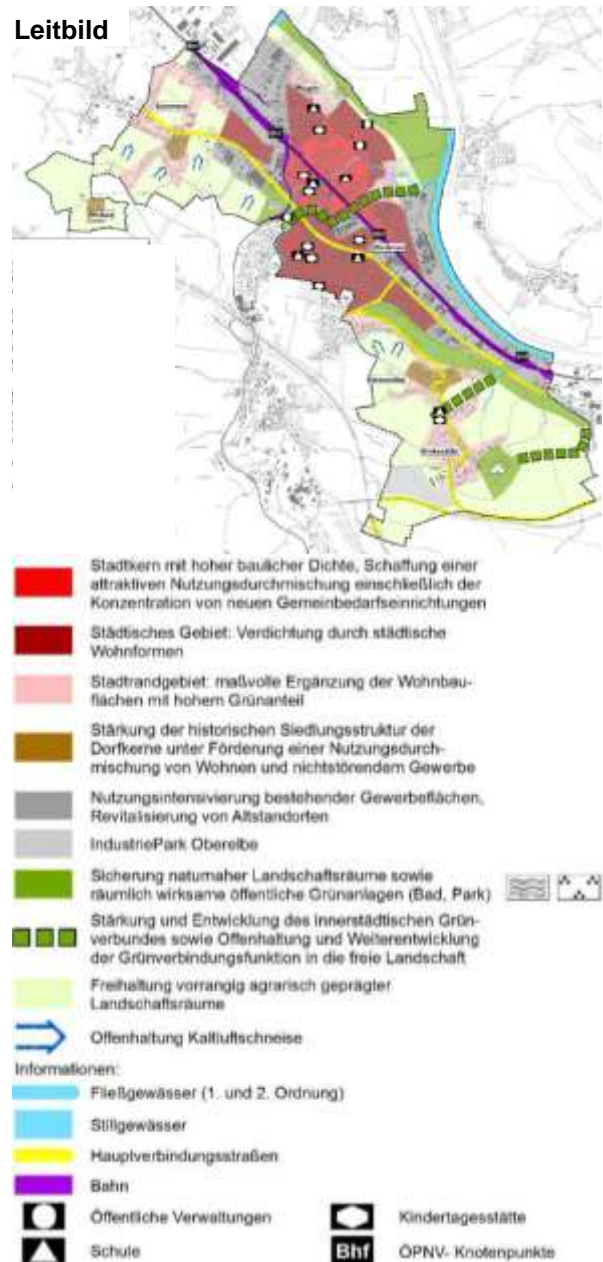 Leitbild
Bhf
Bhf
Bhf
Bhf
Stadtkern mit hoher baulicher Dichte, Schaffung einer
attraktiven Nutzungsdurchmischung einschließlich der
Konzentration von neuen Gemeinbedarfseinrichtungen
Städtisches Gebiet: Verdichtung durch städtische
Wohnformen
Stadtrandgebiet: maßvolle Ergänzung der Wohnbau-
flächen mit hohem Grünanteil
Stärkung der historischen Siedlungsstruktur der
Dorfkerne unter Förderung einer Nutzungsdurch-
mischung von Wohnen und nichtstörendem Gewerbe
Nutzungsintensivierung bestehender Gewerbeflächen,
Revitalisierung von Altstandorten
IndustriePark Oberelbe
Sicherung naturnaher Landschaftsräume sowie
räumlich wirksame öffentliche Grünanlagen (Bad, Park)
Stärkung und Entwicklung des innerstädtischen Grün-
verbundes sowie Offenhaltung und Weiterentwicklung
der Grünverbindungsfunktion in die freie Landschaft
Freihaltung vorrangig agrarisch geprägter
Landschaftsräume
Offenhaltung Kaltluftschneise
Informationen:
Fließgewässer (1. und 2. Ordnung)
Stillgewässer
Hauptverbindungsstraßen
Bahn
Öffentliche Verwaltungen
Kindertagesstätte
Schule
Bhf ÖPNV- Knotenpunkte